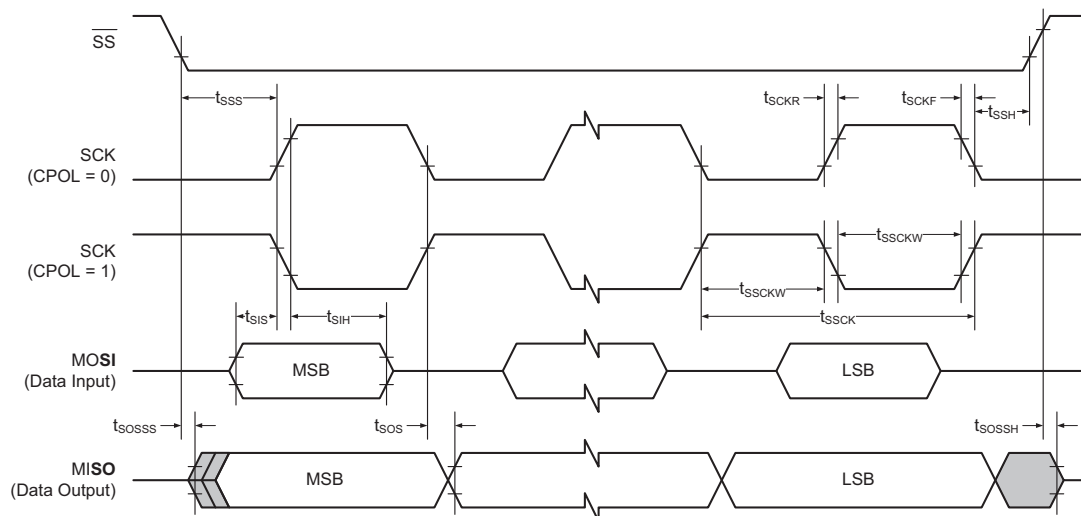 SS
tSSS
tSCKR
tSCKF
tSSH
SCK
(CPOL = 0)
SCK
(CPOL = 1)
tSSCKW
tSSCKW
tSSCK
tSIS
tSIH
MOSI
(Data Input)
MSB
LSB
tSOSSS
tSOS
tSOSSH
MISO
(Data Output)
MSB
LSB